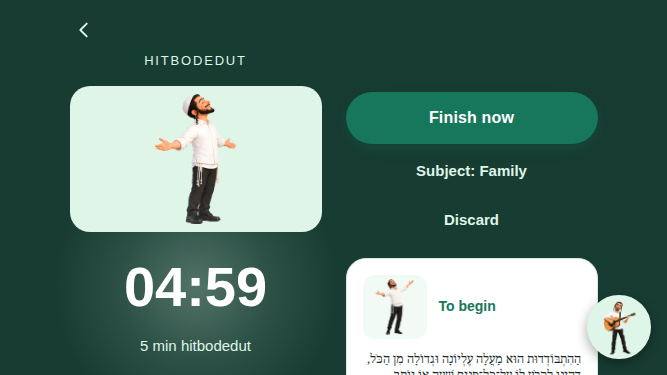 HITBODEDUT
04:59
5 min hitbodedut
Finish now
Subject: Family
Discard
To begin
הַהִתְבּוֹדְדוּת הוּא מַעֲלָה עֶלְיוֹנָה וּגְדוֹלָה מִן הַכֹּל,